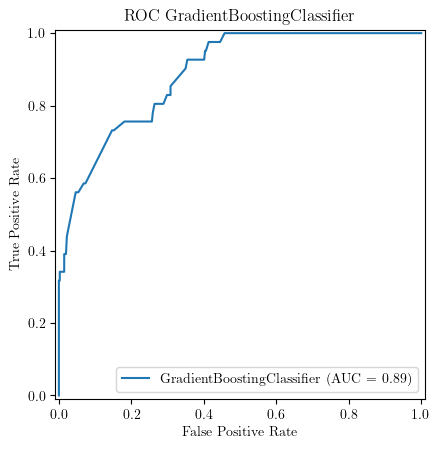 ROC GradientBoostingClassifier
1.0
0.8
0.6
0.4
0.2
0.0
True Positive Rate
GradientBoostingClassifier (AUC = 0.89)
0.0 0.2 0.4 0.6 0.8 1.0
False Positive Rate